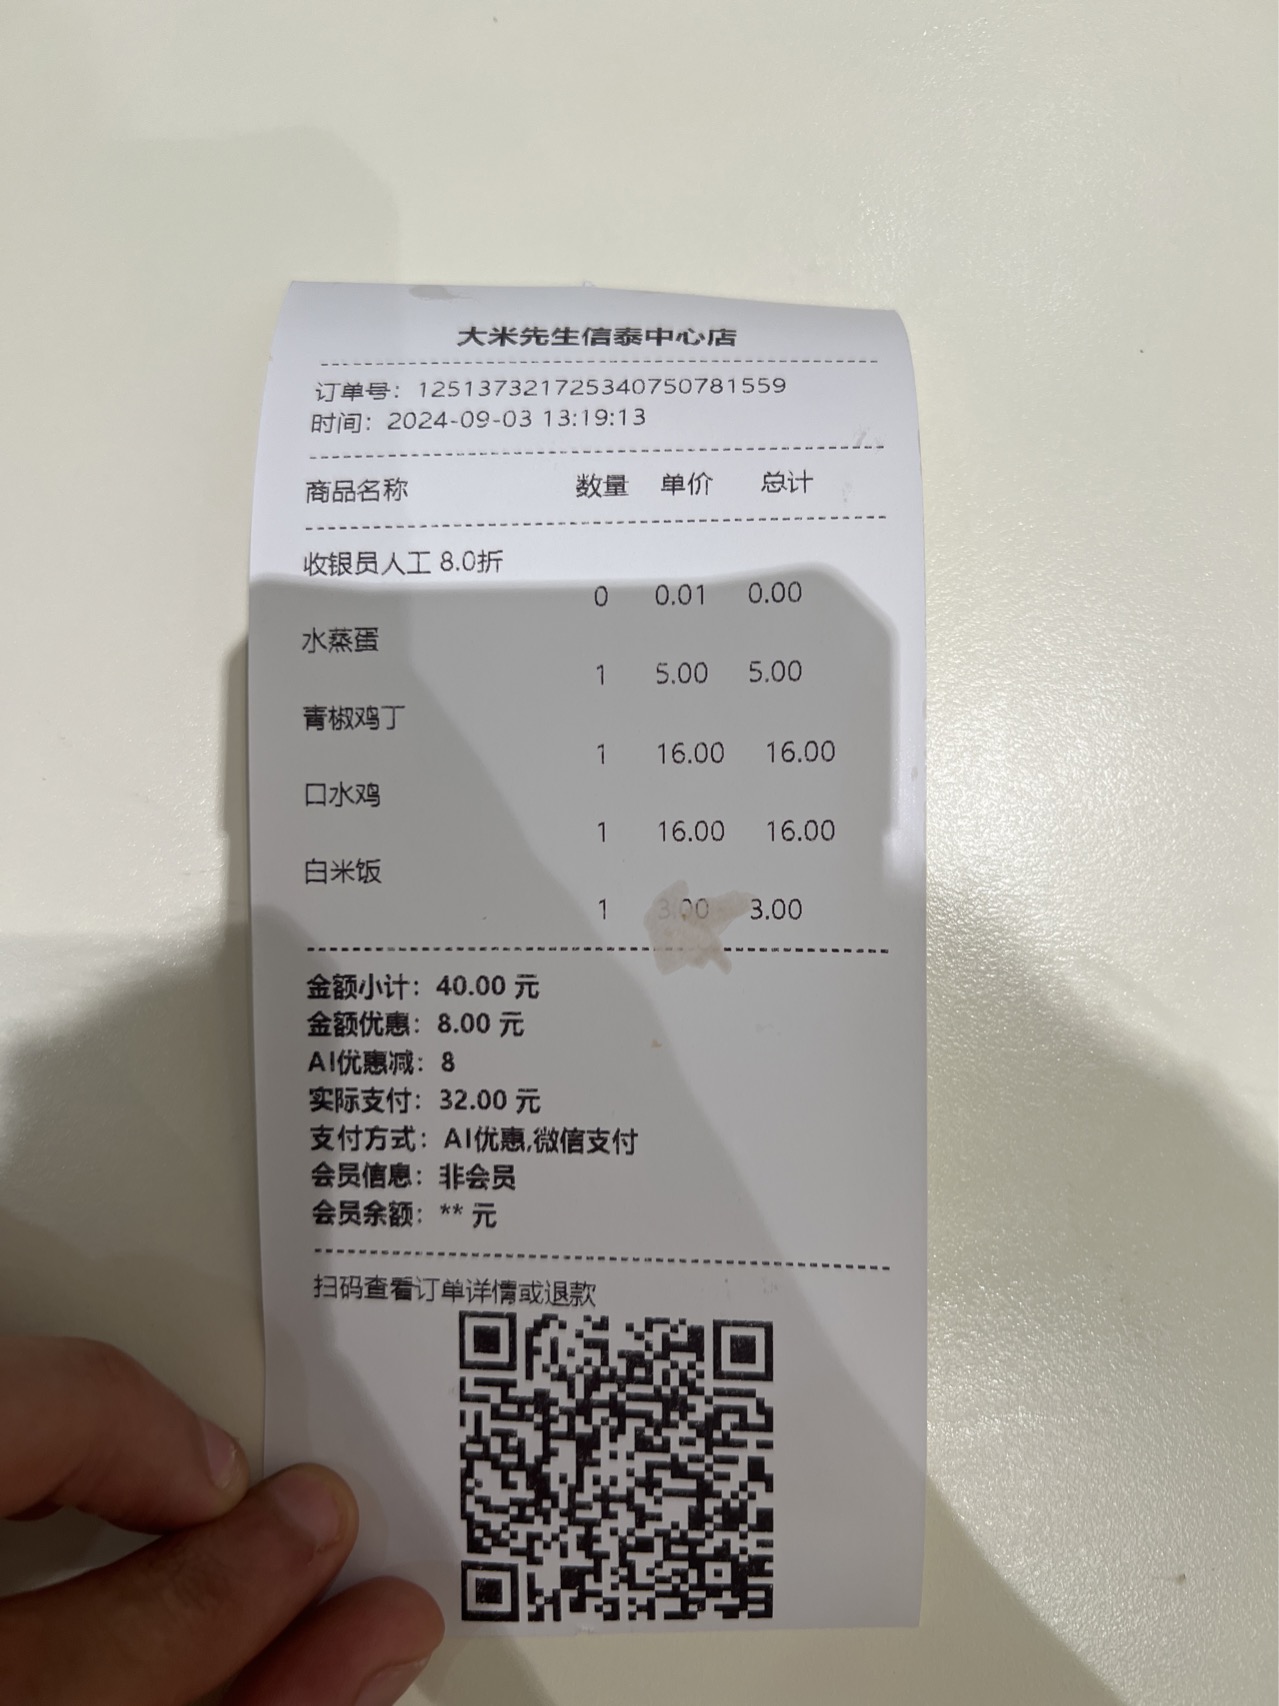 大米先生信泰中心店
订单号：125137321725340750781559
时间：2024-09-03 13:19:13
商品名称 数量 单价 总计
收银员人工 8.0折
0 0.01 0.00
水蒸蛋
1 5.00 5.00
青椒鸡丁
1 16.00 16.00
口水鸡
1 16.00 16.00
白米饭
1 3.00 3.00
金额小计：40.00 元
金额优惠：8.00 元
AI优惠减：8
实际支付：32.00 元
支付方式：AI优惠,微信支付
会员信息：非会员
会员余额：** 元
扫码查看订单详情或退款